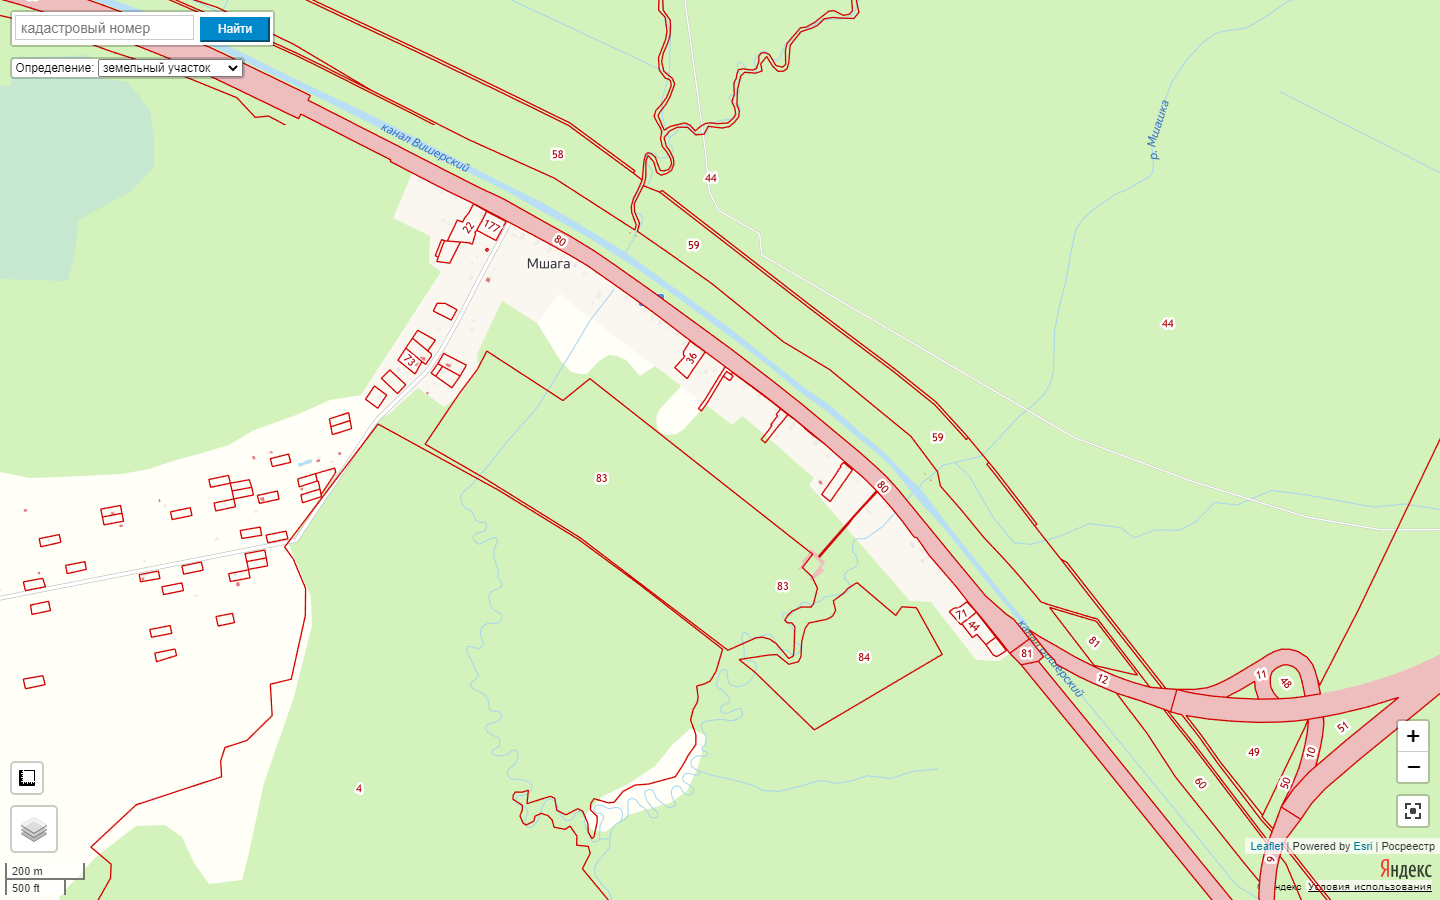 кадастровый номер
Найти
Определение: земельный участок
канал Вишерский
58
44
р. Мшашка
22
177
80
59
Мшага
44
36
73
59
83
80
83
71
44
84
81
81
12
11
48
51
49
10
50
60
4
9
канал Вишерский
+
−
200 m
500 ft
Leaflet | Powered by Esri | Росреестр
Яндекс
Условия использования